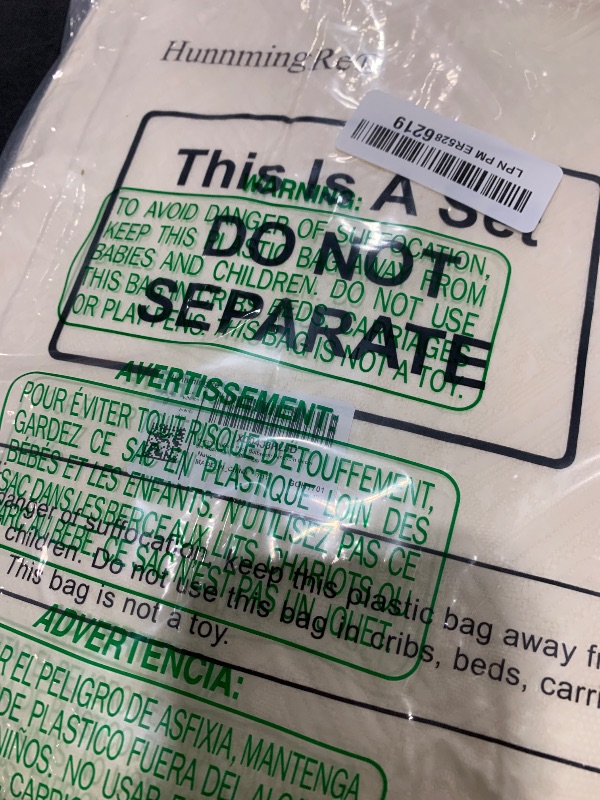 Hunnming
LPN PM ER5286219
This Is A Set
DO NOT
SEPARATE
WARNING:
TO AVOID DANGER OF SUFFOCATION,
KEEP THIS PLASTIC BAG AWAY FROM
BABIES AND CHILDREN. DO NOT USE
THIS BAG IN CRIBS, BEDS, CARRIAGES
OR PLAY PENS. THIS BAG IS NOT A TOY.
AVERTISSEMENT:
POUR ÉVITER TOUT RISQUE D'ÉTOUFFEMENT,
GARDEZ CE SAC EN PLASTIQUE LOIN DES
BÉBÉS ET LES ENFANTS. N'UTILISEZ PAS CE
SAC DANS LES BERCEAUX, LITS, CHARIOTS OU
BÉBÉ. CE SAC N'EST PAS UN JOUET.
danger of suffocation, keep this plastic bag away
children. Do not use this bag in cribs, beds,
This bag is not a toy.
ADVERTENCIA:
R EL PELIGRO DE ASFIXIA, MANTENGA
DE PLASTICO FUERA DEL
NIÑOS. NO USAR